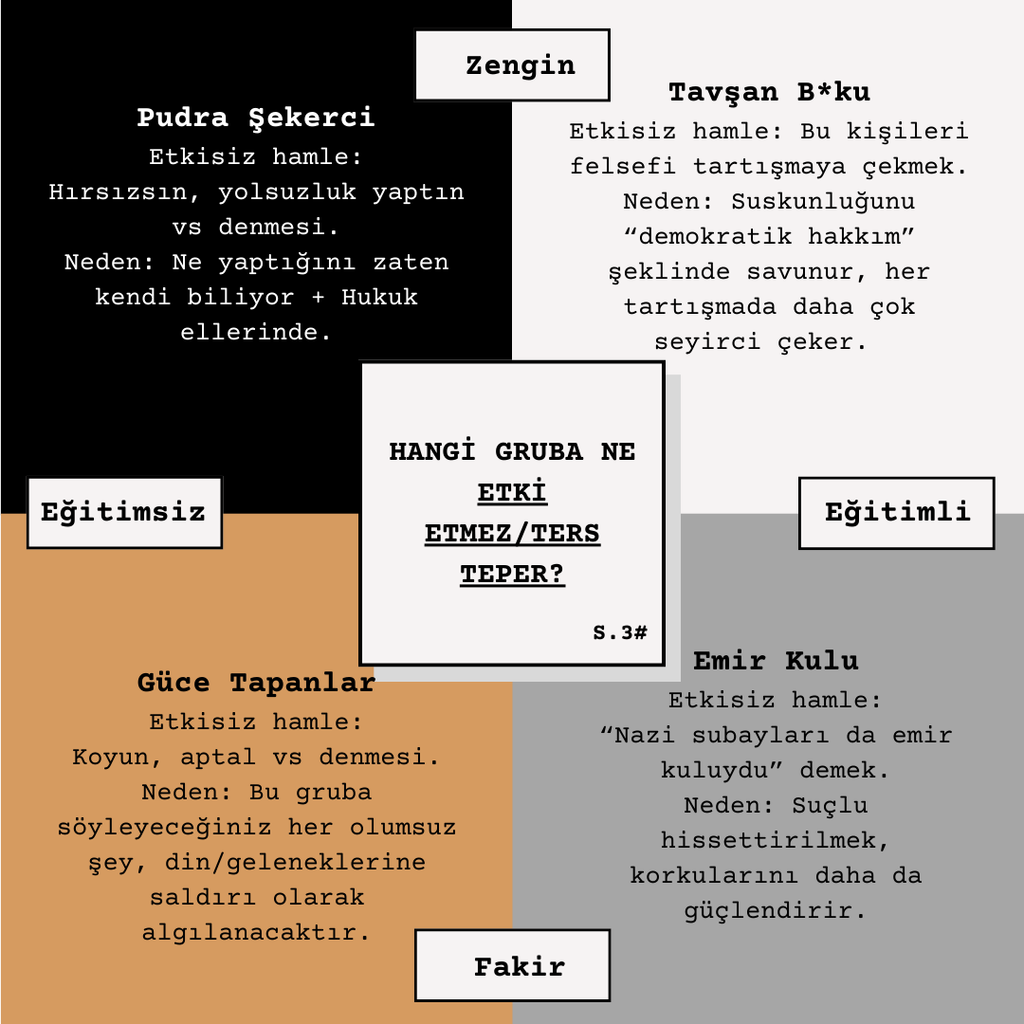 Zengin
Pudra Şekerci
Etkisiz hamle:
Hırsızsın, yolsuzluk yaptın
vs denmesi.
Neden: Ne yaptığını zaten
kendi biliyor + Hukuk
ellerinde.
Tavşan B*ku
Etkisiz hamle: Bu kişileri
felsefi tartışmaya çekmek.
Neden: Suskunluğunu
“demokratik hakkım”
şeklinde savunur, her
tartışmada daha çok
seyirci çeker.
HANGİ GRUBA NE
ETKİ
ETMEZ/TERS
TEPER?
S.3#
Eğitimsiz
Eğitimli
Güce Tapanlar
Etkisiz hamle:
Koyun, aptal vs denmesi.
Neden: Bu gruba
söyleyeceğiniz her olumsuz
şey, din/geleneklerine
saldırı olarak
algılanacaktır.
Emir Kulu
Etkisiz hamle:
“Nazi subayları da emir
kuluydu” demek.
Neden: Suçlu
hissettirilmek,
korkularını daha da
güçlendirir.
Fakir